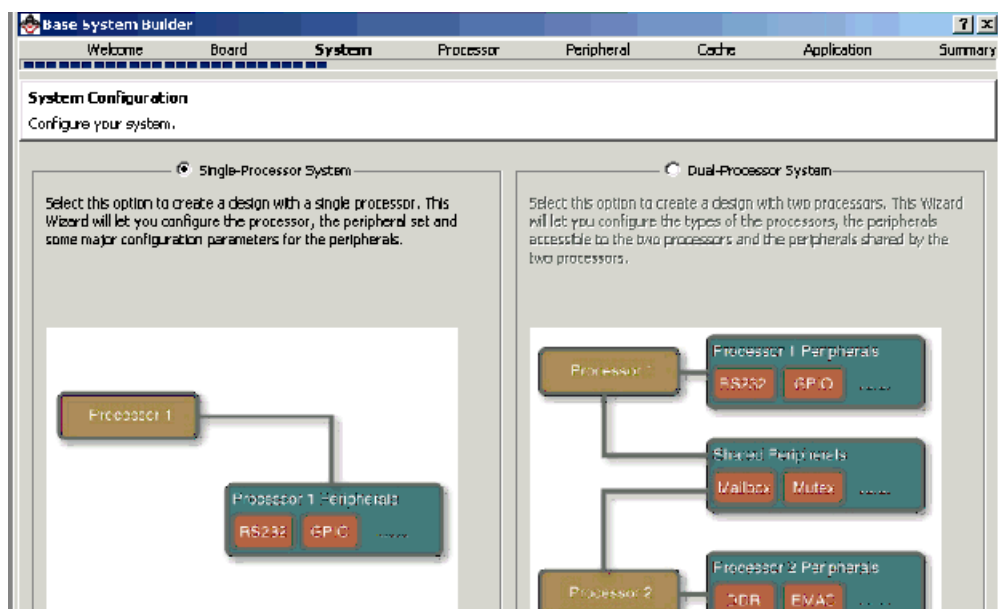 Base System Builder
Welcome Board System Processor Peripheral Cache Application Summary
System Configuration
Configure your system.
Single-Processor System
Select this option to create a design with a single processor. This
Wizard will let you configure the processor, the peripheral set and
some major configuration parameters for the peripherals.
Processor 1
Processor 1 Peripherals
RS232 GPIO ......
Dual-Processor System
Select this option to create a design with two processors. This Wizard
will let you configure the types of the processors, the peripherals
accessible to the two processors and the peripherals shared by the
two processors.
Processor 1
Processor 1 Peripherals
RS232 GPIO ......
Shared Peripherals
Mailbox Mutex ......
Processor 2
Processor 2 Peripherals
DDR EMAC ......